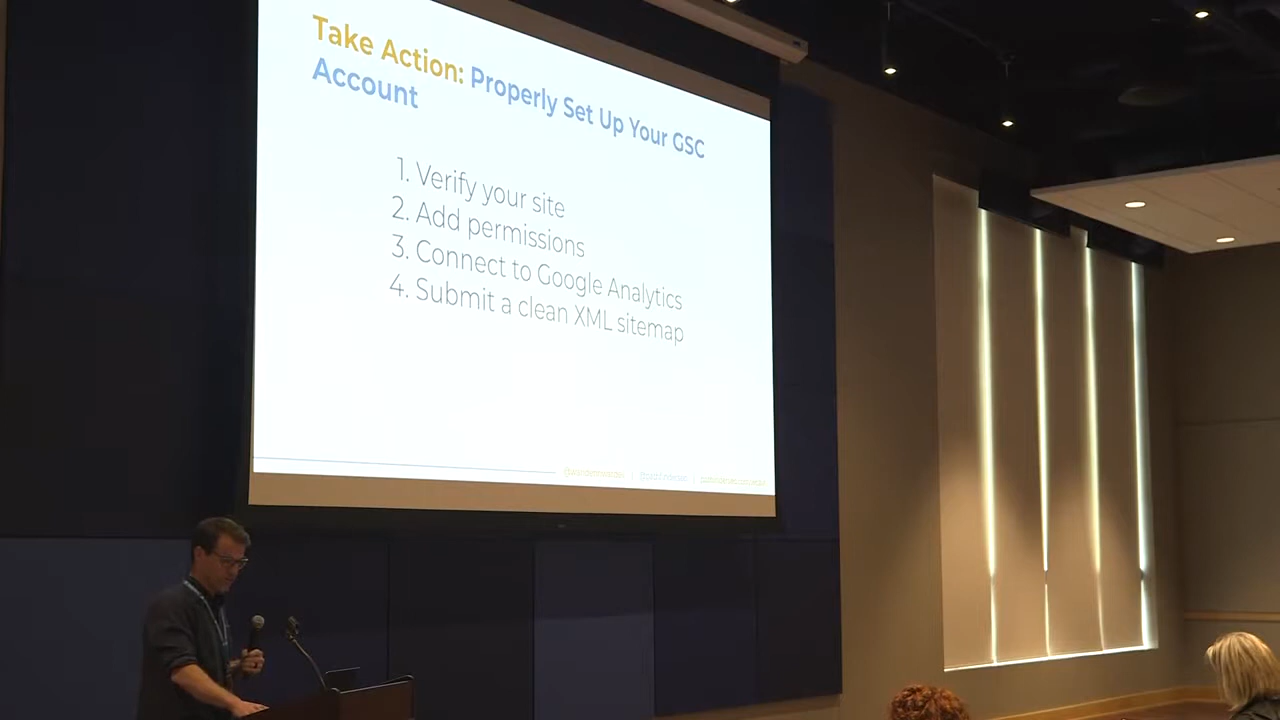 Take Action: Properly Set Up Your GSC
Account
1. Verify your site
2. Add permissions
3. Connect to Google Analytics
4. Submit a clean XML sitemap